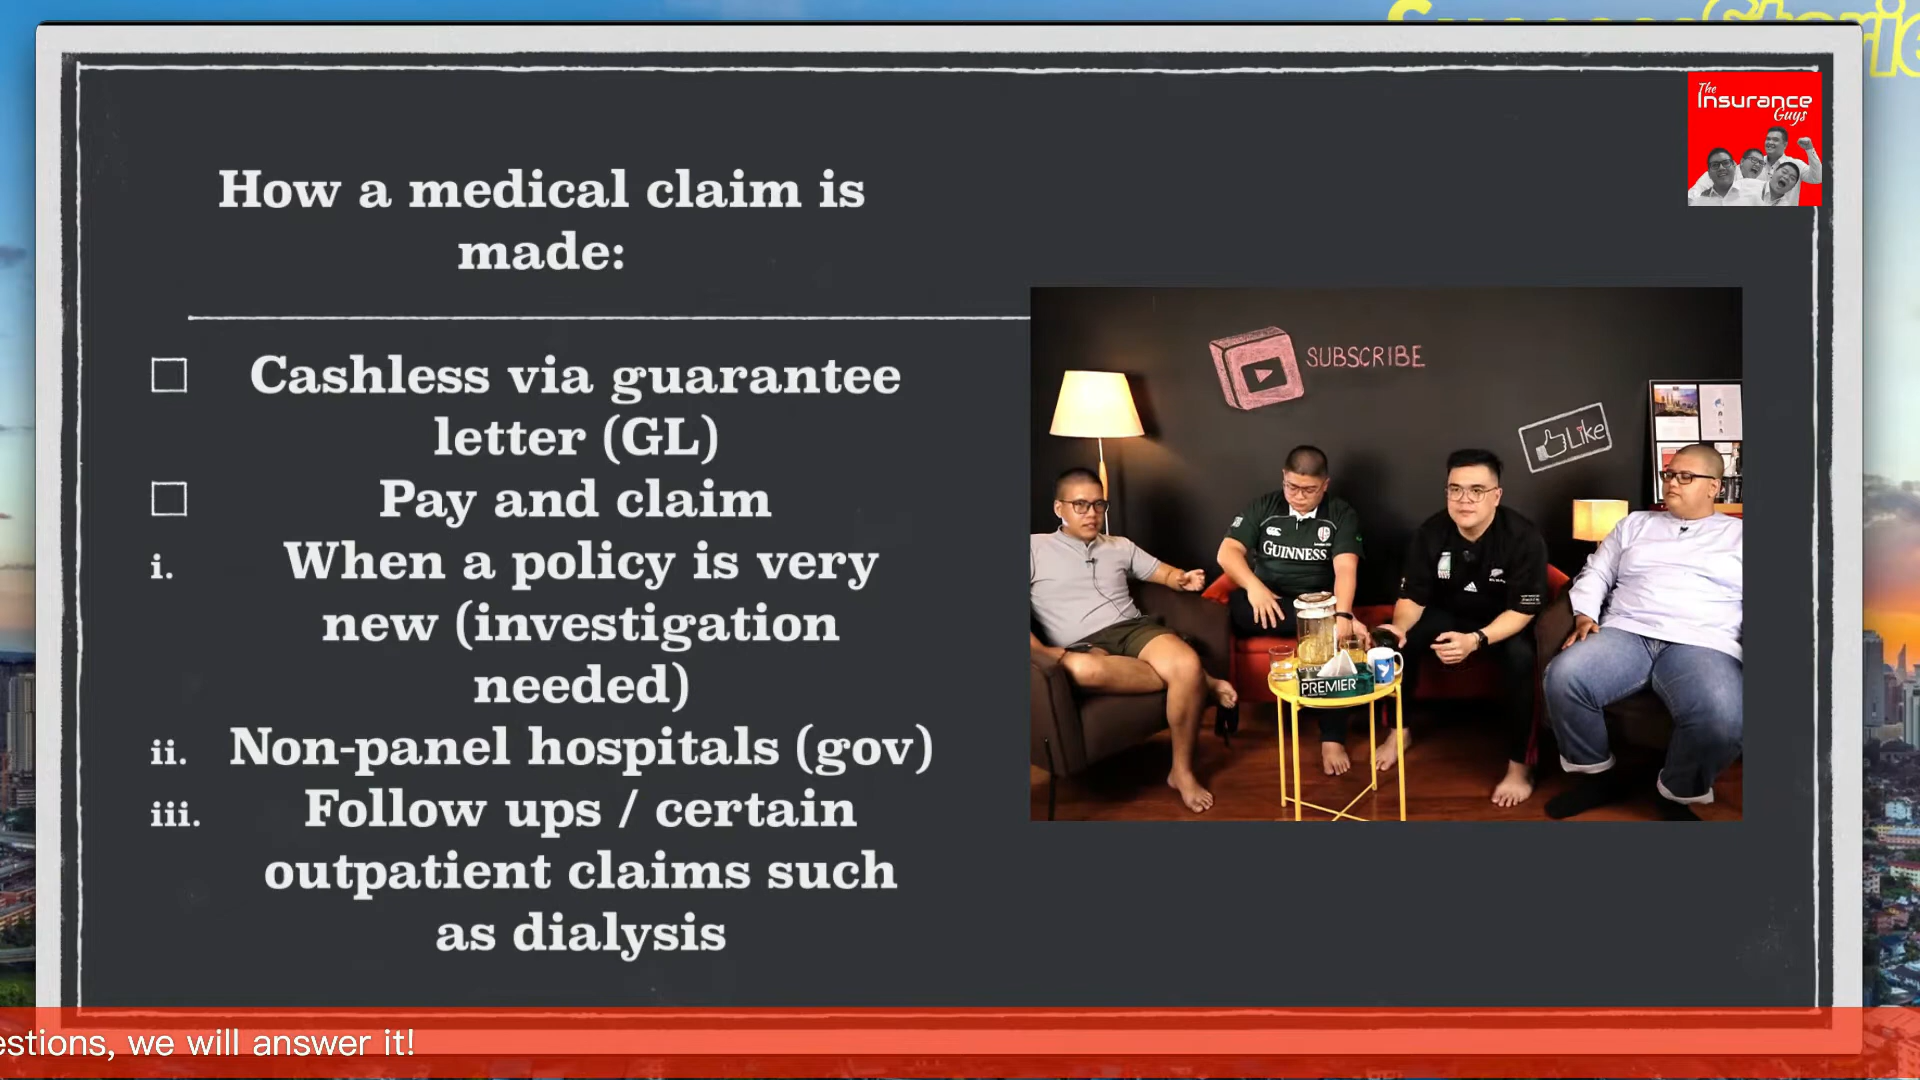 The
Insurance
Guys
How a medical claim is
made:
☐ Cashless via guarantee
letter (GL)
☐ Pay and claim
i. When a policy is very
new (investigation
needed)
ii. Non-panel hospitals (gov)
iii. Follow ups / certain
outpatient claims such
as dialysis
SUBSCRIBE
Like
GUINNESS
PREMIER
estions, we will answer it!